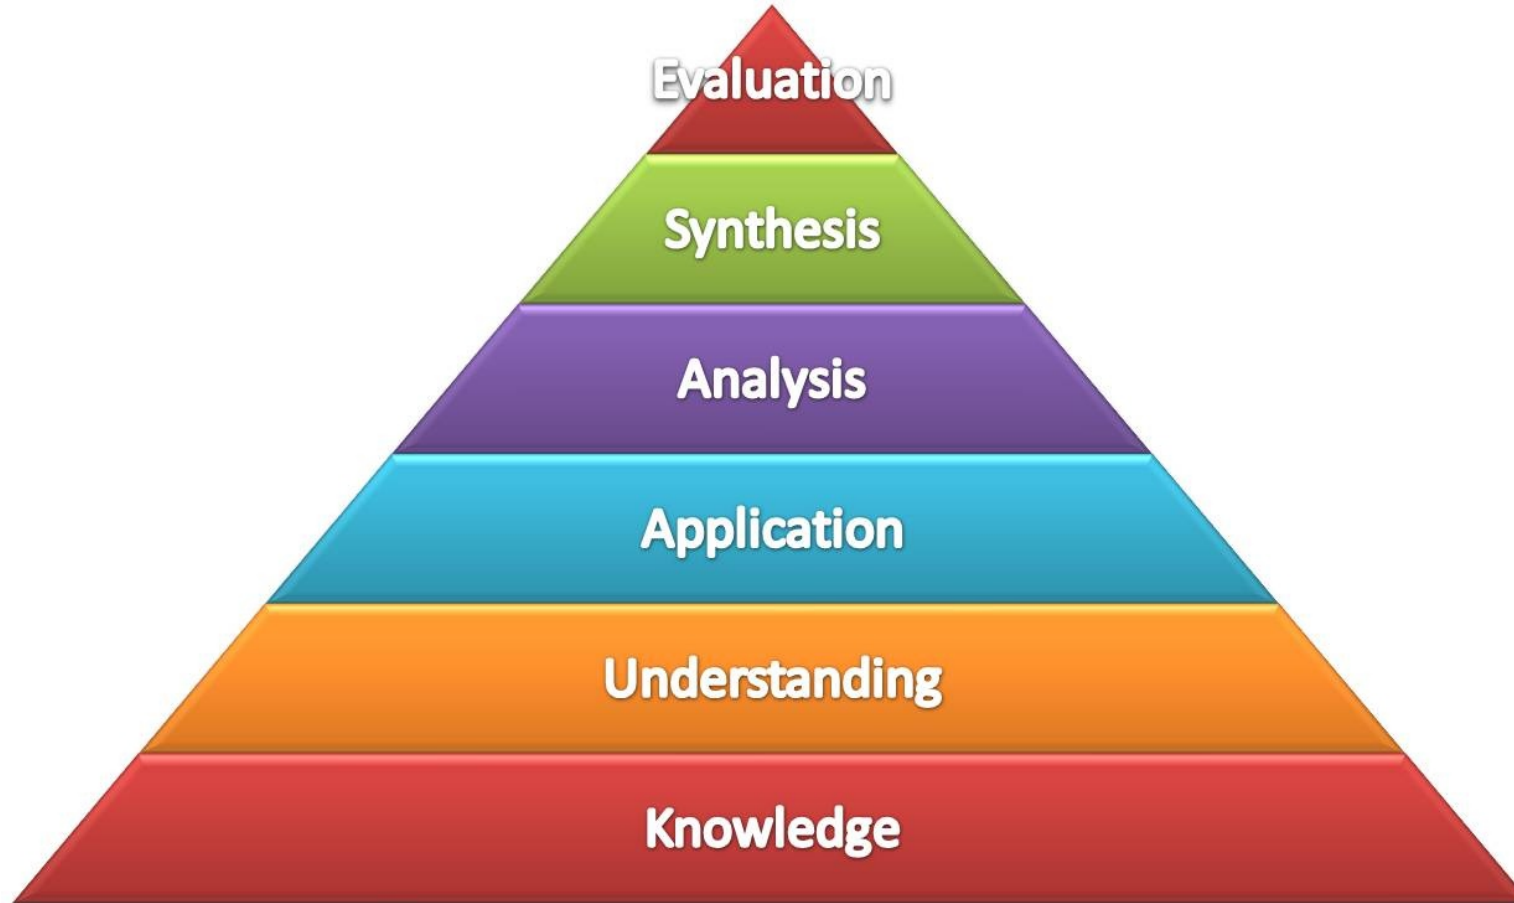 Evaluation
Synthesis
Analysis
Application
Understanding
Knowledge